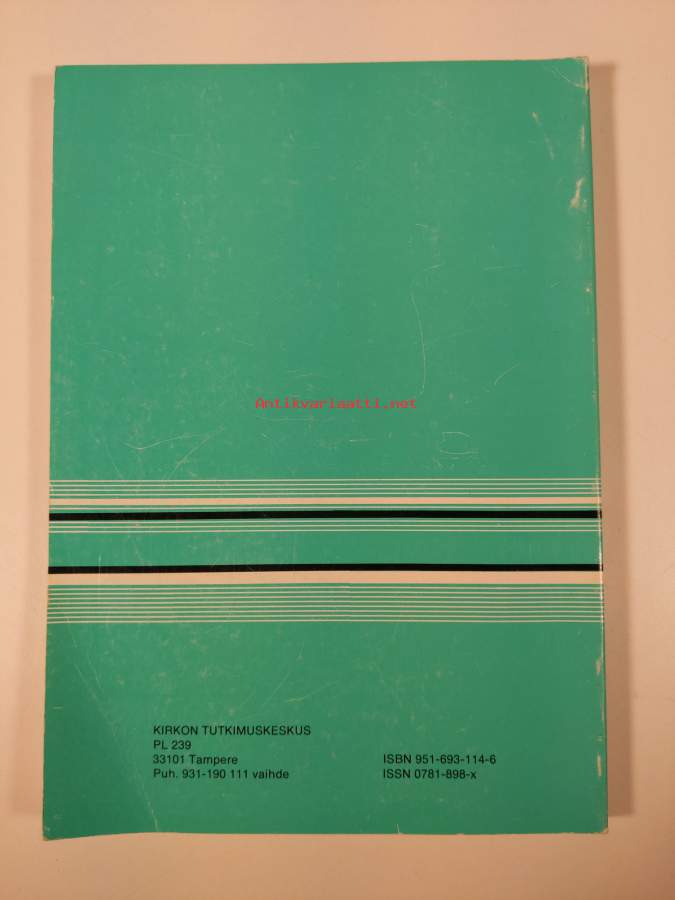 Antikvariaatti.net
KIRKON TUTKIMUSKESKUS
PL 239
33101 Tampere
Puh. 931-190 111 vaihde
ISBN 951-693-114-6
ISSN 0781-898-x